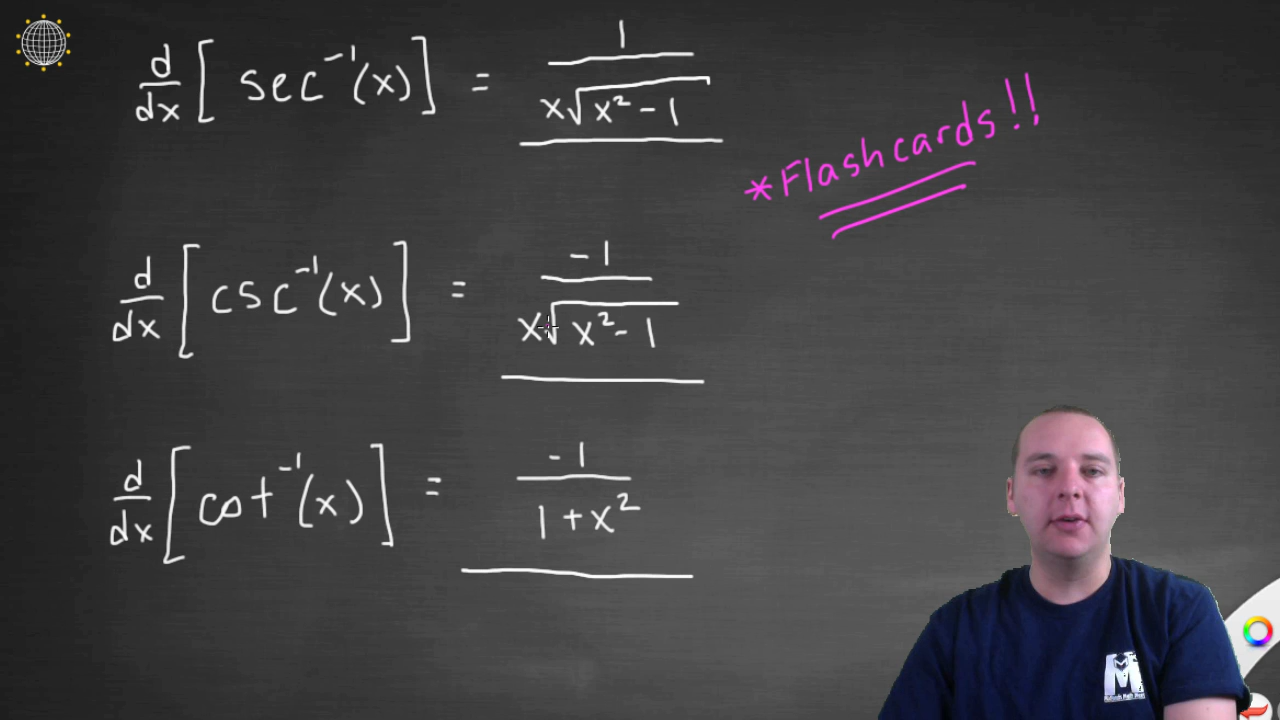 d/dx [ sec⁻¹(x) ] = 1 / x√x² - 1
*Flashcards!!
d/dx [ csc⁻¹(x) ] = -1 / x√x² - 1
d/dx [ cot⁻¹(x) ] = -1 / 1 + x²
M